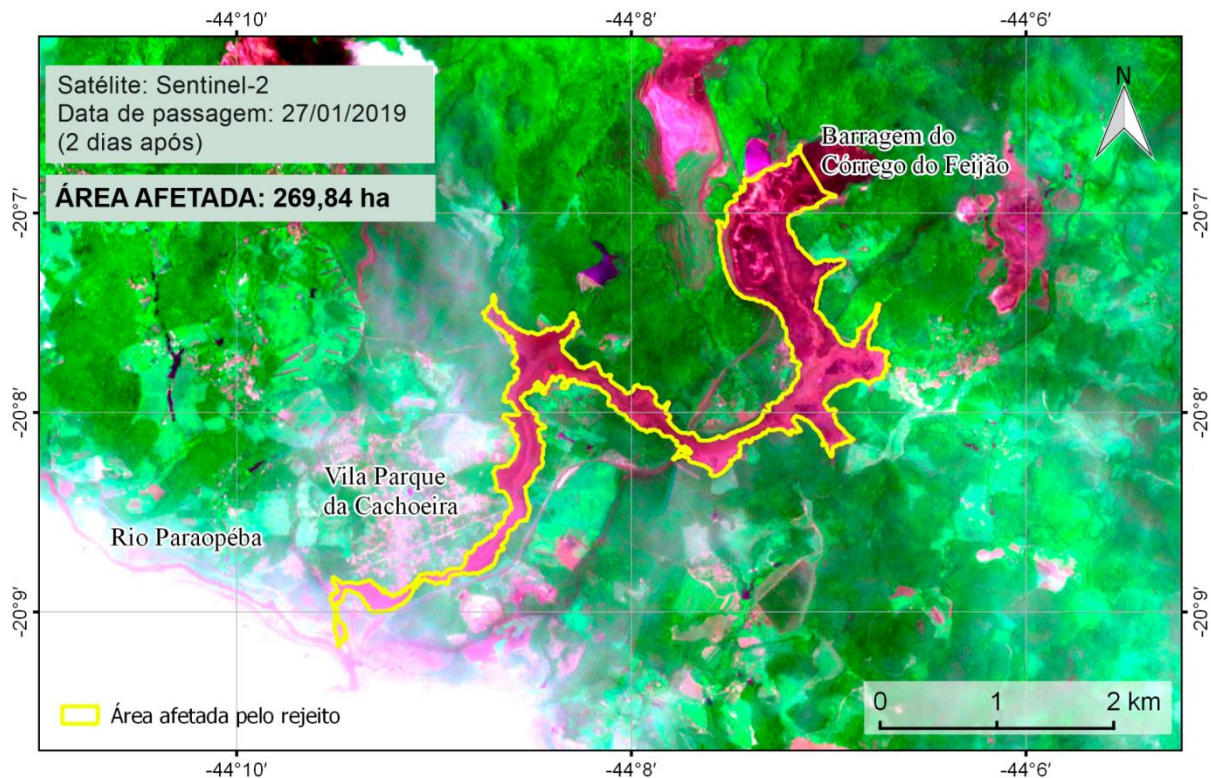 -44°10′
-44°8′
-44°6′
Satélite: Sentinel-2
Data de passagem: 27/01/2019
(2 dias após)
ÁREA AFETADA: 269,84 ha
N
Barragem do
Córrego do Feijão
-20°7′
-20°7′
-20°8′
-20°8′
Vila Parque
da Cachoeira
Rio Paraopéba
-20°9′
-20°9′
0 1 2 km
Área afetada pelo rejeito
-44°10′
-44°8′
-44°6′